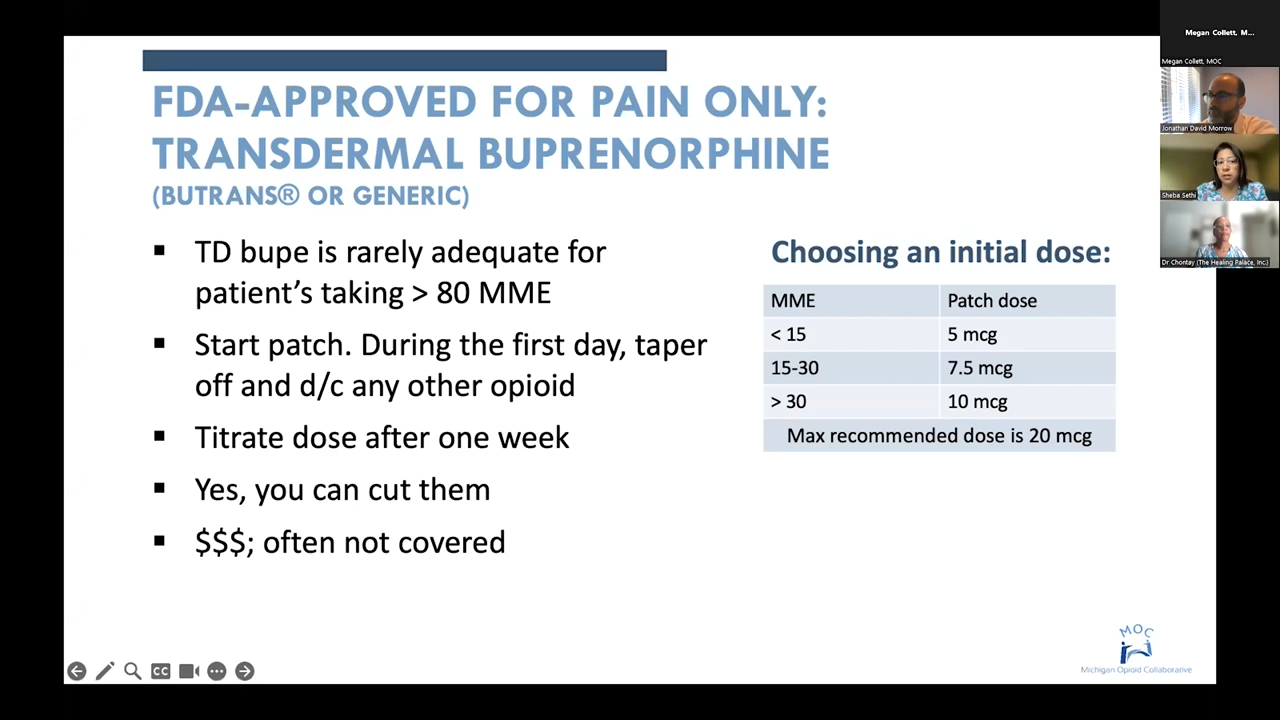 FDA-APPROVED FOR PAIN ONLY:
TRANSDERMAL BUPRENORPHINE
(BUTRANS® OR GENERIC)
▪ TD bupe is rarely adequate for
patient's taking > 80 MME
▪ Start patch. During the first day, taper
off and d/c any other opioid
▪ Titrate dose after one week
▪ Yes, you can cut them
▪ $$$; often not covered
Choosing an initial dose:
MME Patch dose
< 15 5 mcg
15-30 7.5 mcg
> 30 10 mcg
Max recommended dose is 20 mcg
MOC
Michigan Opioid Collaborative
CC
Megan Collett, M...
Megan Collett, MOC
Jonathan David Morrow
Sheba Sethi
Dr Chontay (The Healing Palace, Inc.)